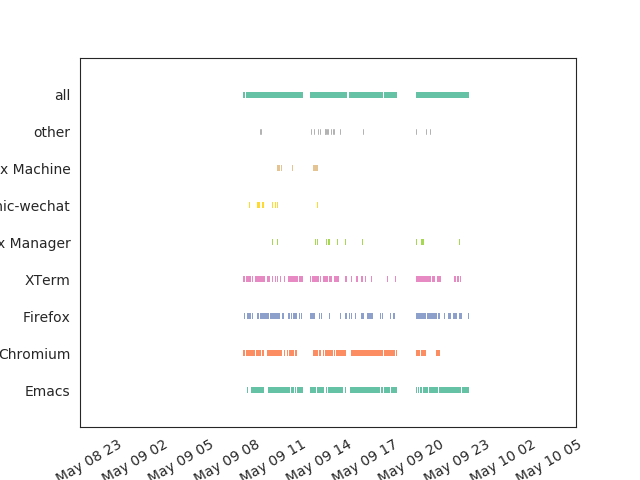 all
other
x Machine
nic-wechat
x Manager
XTerm
Firefox
Chromium
Emacs
May 08 23
May 09 02
May 09 05
May 09 08
May 09 11
May 09 14
May 09 17
May 09 20
May 09 23
May 10 02
May 10 05